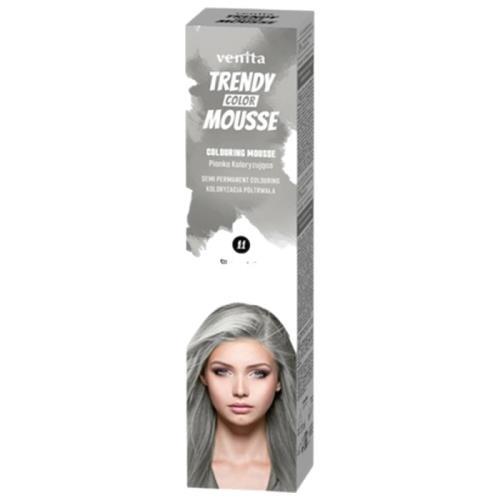 venita
TRENDY
COLOR
MOUSSE
COLOURING MOUSSE
Pianka Koloryzująca
SEMI PERMANENT COLOURING
KOLORYZACJA PÓŁTRWAŁA
11